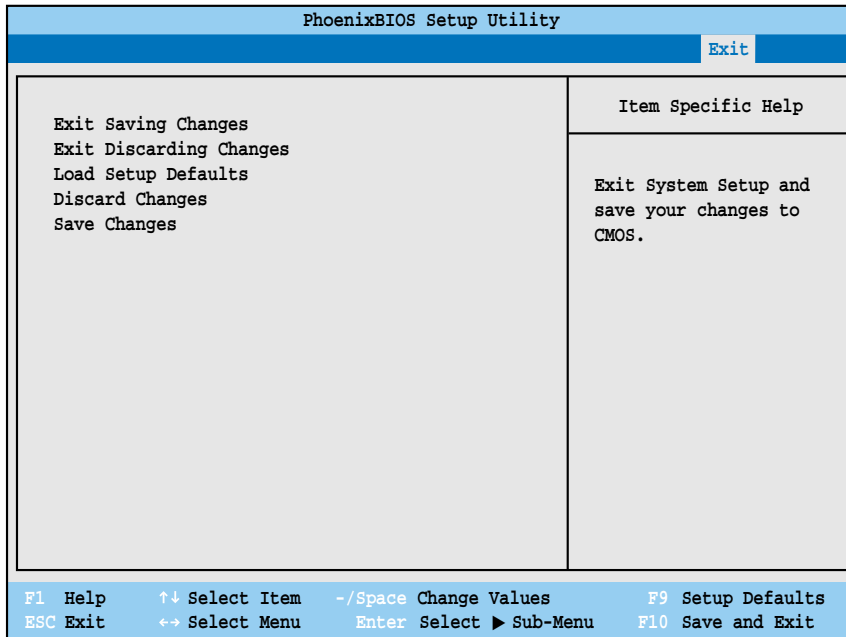 PhoenixBIOS Setup Utility
Exit
Exit Saving Changes
Exit Discarding Changes
Load Setup Defaults
Discard Changes
Save Changes
Item Specific Help
Exit System Setup and
save your changes to
CMOS.
F1 Help ↑↓ Select Item -/Space Change Values F9 Setup Defaults
ESC Exit ←→ Select Menu Enter Select ▶ Sub-Menu F10 Save and Exit